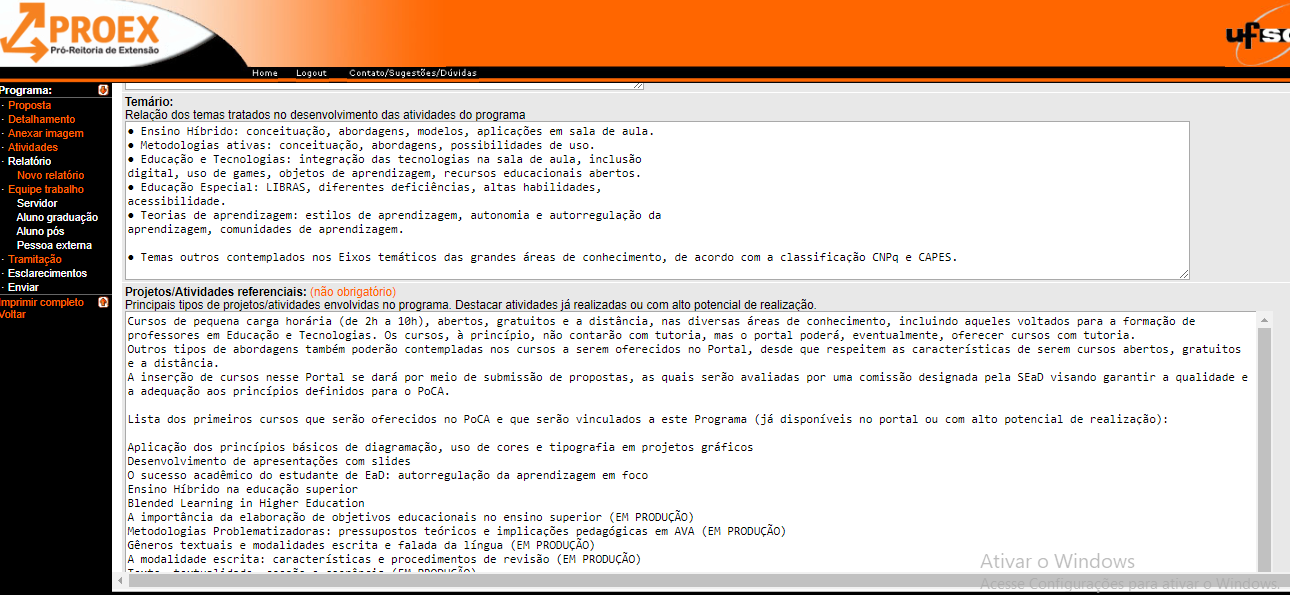 PROEX
Pró-Reitoria de Extensão
ufsc
Home Logout Contato/Sugestões/Dúvidas
Programa:
· Proposta
· Detalhamento
· Anexar imagem
· Atividades
· Relatório
Novo relatório
· Equipe trabalho
Servidor
Aluno graduação
Aluno pós
Pessoa externa
· Tramitação
· Esclarecimentos
· Enviar
Imprimir completo
Voltar
Temário:
Relação dos temas tratados no desenvolvimento das atividades do programa
● Ensino Híbrido: conceituação, abordagens, modelos, aplicações em sala de aula.
● Metodologias ativas: conceituação, abordagens, possibilidades de uso.
● Educação e Tecnologias: integração das tecnologias na sala de aula, inclusão
digital, uso de games, objetos de aprendizagem, recursos educacionais abertos.
● Educação Especial: LIBRAS, diferentes deficiências, altas habilidades,
acessibilidade.
● Teorias de aprendizagem: estilos de aprendizagem, autonomia e autorregulação da
aprendizagem, comunidades de aprendizagem.
● Temas outros contemplados nos Eixos temáticos das grandes áreas de conhecimento, de acordo com a classificação CNPq e CAPES.
Projetos/Atividades referenciais: (não obrigatório)
Principais tipos de projetos/atividades envolvidas no programa. Destacar atividades já realizadas ou com alto potencial de realização.
Cursos de pequena carga horária (de 2h a 10h), abertos, gratuitos e a distância, nas diversas áreas de conhecimento, incluindo aqueles voltados para a formação de
professores em Educação e Tecnologias. Os cursos, à princípio, não contarão com tutoria, mas o portal poderá, eventualmente, oferecer cursos com tutoria.
Outros tipos de abordagens também poderão contempladas nos cursos a serem oferecidos no Portal, desde que respeitem as características de serem cursos abertos, gratuitos
e a distância.
A inserção de cursos nesse Portal se dará por meio de submissão de propostas, as quais serão avaliadas por uma comissão designada pela SEaD visando garantir a qualidade e
a adequação aos princípios definidos para o PoCA.
Lista dos primeiros cursos que serão oferecidos no PoCA e que serão vinculados a este Programa (já disponíveis no portal ou com alto potencial de realização):
Aplicação dos princípios básicos de diagramação, uso de cores e tipografia em projetos gráficos
Desenvolvimento de apresentações com slides
O sucesso acadêmico do estudante de EaD: autorregulação da aprendizagem em foco
Ensino Híbrido na educação superior
Blended Learning in Higher Education
A importância da elaboração de objetivos educacionais no ensino superior (EM PRODUÇÃO)
Metodologias Problematizadoras: pressupostos teóricos e implicações pedagógicas em AVA (EM PRODUÇÃO)
Gêneros textuais e modalidades escrita e falada da língua (EM PRODUÇÃO)
A modalidade escrita: características e procedimentos de revisão (EM PRODUÇÃO)
Texto, textualidade, coesão e coerência (EM PRODUÇÃO)
Ativar o Windows
Acesse Configurações para ativar o Windows.